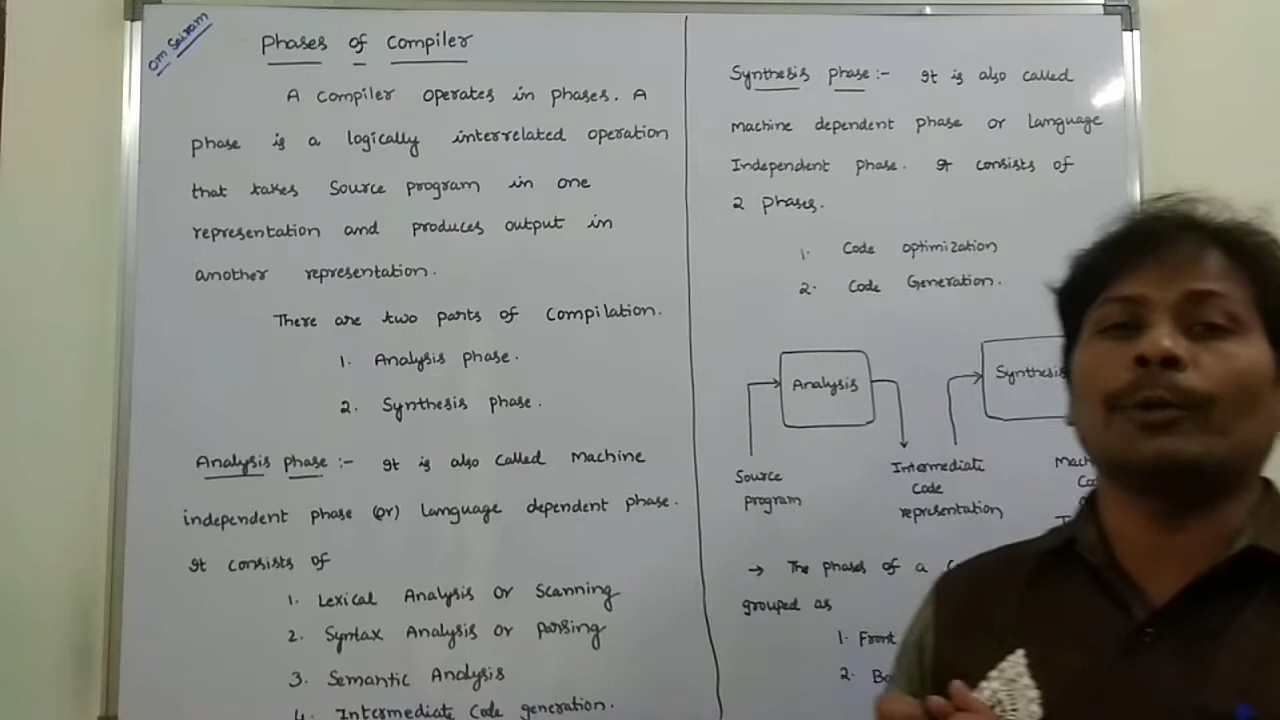 Om Sairam
Phases of Compiler
A compiler operates in phases. A
phase is a logically interrelated operation
that takes source program in one
representation and produces output in
another representation.
There are two parts of compilation.
1. Analysis phase.
2. Synthesis phase.
Analysis phase :- It is also called Machine
independent phase (or) Language dependent phase.
It consists of
1. Lexical Analysis or Scanning
2. Syntax Analysis or parsing
3. Semantic Analysis
4. Intermediate Code generation.
Synthesis phase :- It is also called
Machine dependent phase or Language
Independent phase. It consists of
2 phases.
1. Code optimization
2. Code Generation.
Analysis
Synthesis
Source
program
Intermediate
Code
representation
→ The phases of a
grouped as
1. Front
2.